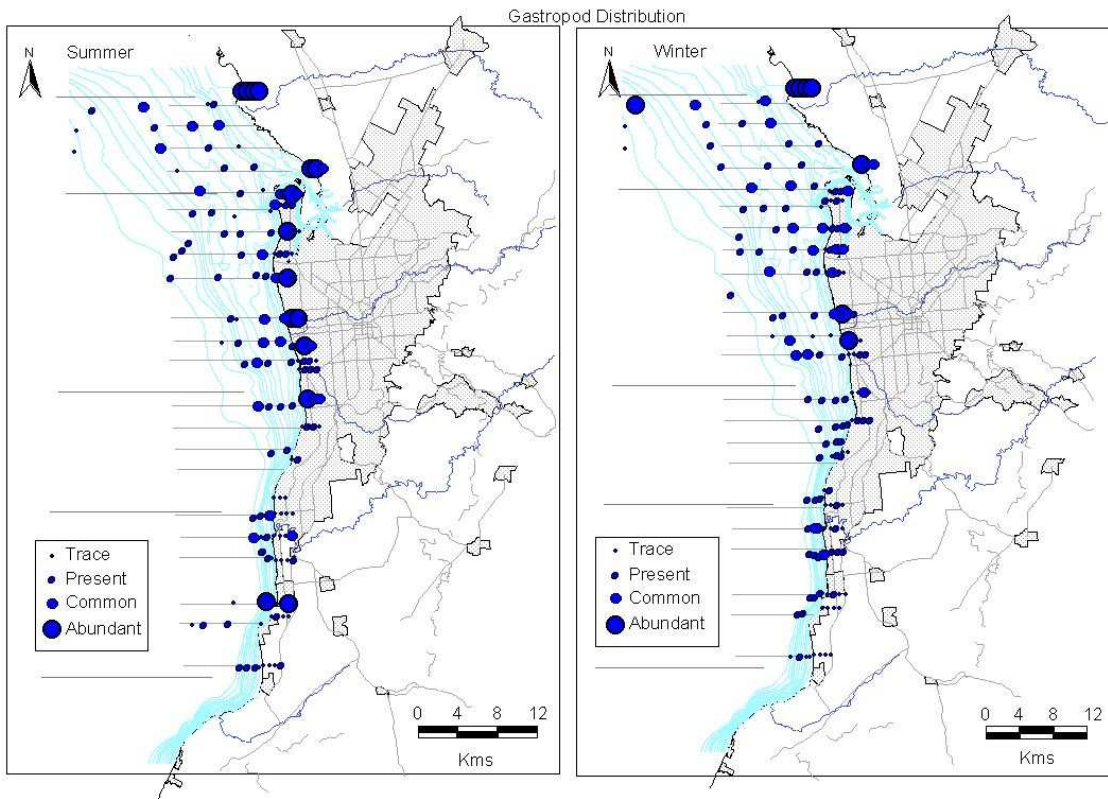 Gastropod Distribution
N
Summer
Trace
Present
Common
Abundant
0 4 8 12
Kms
N
Winter
Trace
Present
Common
Abundant
0 4 8 12
Kms